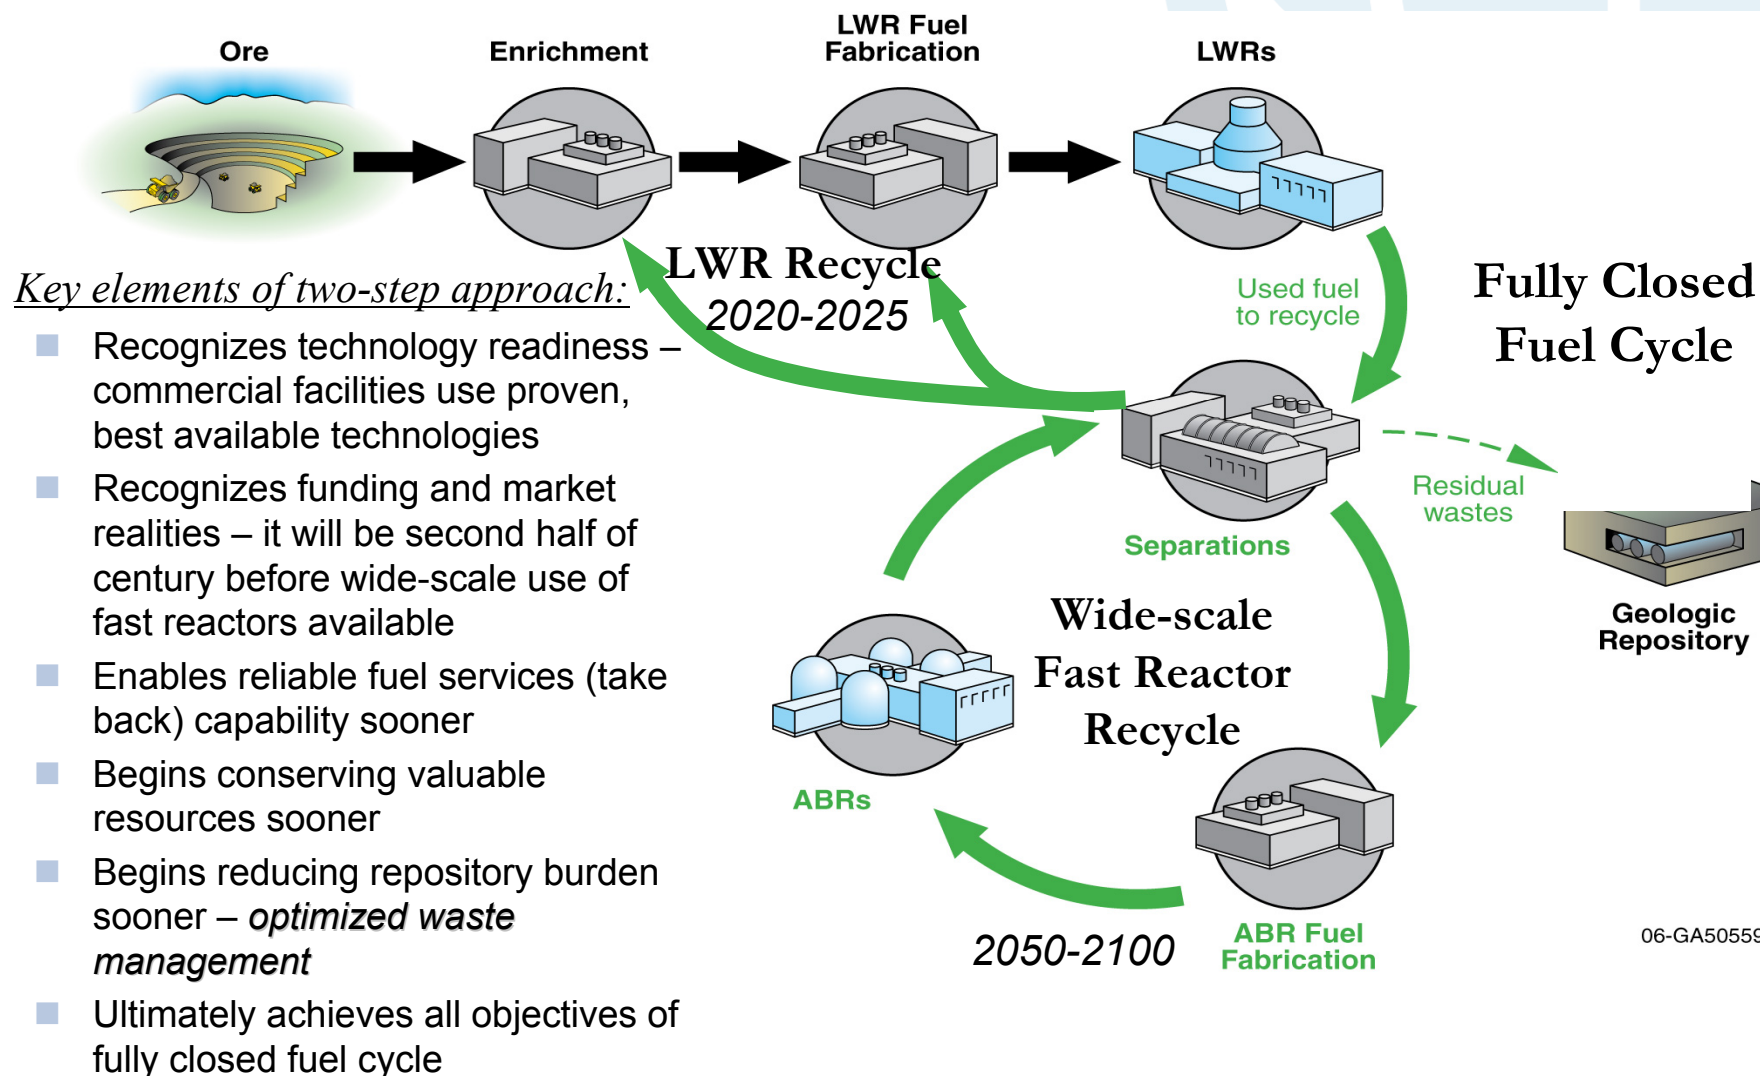 Ore
Enrichment
LWR Fuel
Fabrication
LWRs
LWR Recycle
2020-2025
Used fuel
to recycle
Fully Closed
Fuel Cycle
Key elements of two-step approach:
Recognizes technology readiness –
commercial facilities use proven,
best available technologies
Recognizes funding and market
realities – it will be second half of
century before wide-scale use of
fast reactors available
Enables reliable fuel services (take
back) capability sooner
Begins conserving valuable
resources sooner
Begins reducing repository burden
sooner – optimized waste
management
Ultimately achieves all objectives of
fully closed fuel cycle
Separations
Residual
wastes
Geologic
Repository
Wide-scale
Fast Reactor
Recycle
ABRs
2050-2100
ABR Fuel
Fabrication
06-GA50559